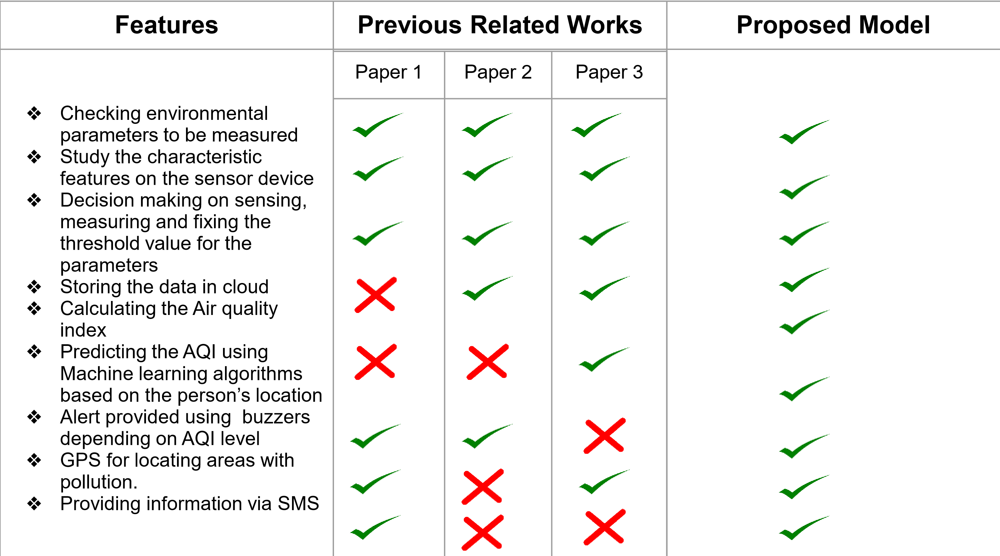 Features
Previous Related Works
Proposed Model
Paper 1
Paper 2
Paper 3
❖ Checking environmental
parameters to be measured
❖ Study the characteristic
features on the sensor device
❖ Decision making on sensing,
measuring and fixing the
threshold value for the
parameters
❖ Storing the data in cloud
❖ Calculating the Air quality
index
❖ Predicting the AQI using
Machine learning algorithms
based on the person’s location
❖ Alert provided using  buzzers
depending on AQI level
❖ GPS for locating areas with
pollution.
❖ Providing information via SMS